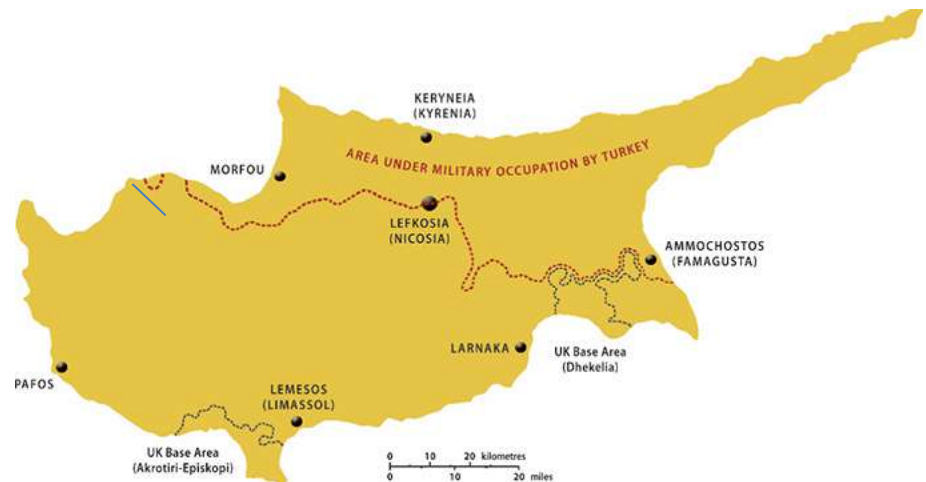 KERYNEIA
(KYRENIA)
AREA UNDER MILITARY OCCUPATION BY TURKEY
MORFOU
LEFKOSIA
(NICOSIA)
AMMOCHOSTOS
(FAMAGUSTA)
LARNAKA
UK Base Area
(Dhekelia)
PAFOS
LEMESOS
(LIMASSOL)
UK Base Area
(Akrotiri-Episkopi)
0 10 20 kilometres
0 10 20 miles